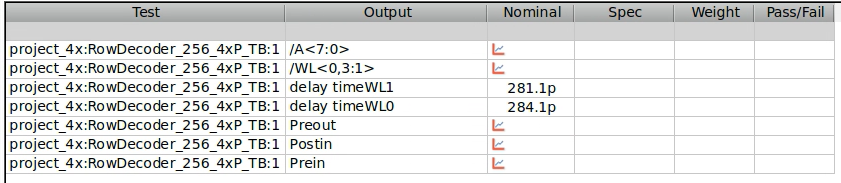 Test Output Nominal Spec Weight Pass/Fail
project_4x:RowDecoder_256_4xP_TB:1 /A<7:0>
project_4x:RowDecoder_256_4xP_TB:1 /WL<0,3:1>
project_4x:RowDecoder_256_4xP_TB:1 delay timeWL1 281.1p
project_4x:RowDecoder_256_4xP_TB:1 delay timeWL0 284.1p
project_4x:RowDecoder_256_4xP_TB:1 Preout
project_4x:RowDecoder_256_4xP_TB:1 Postin
project_4x:RowDecoder_256_4xP_TB:1 Prein